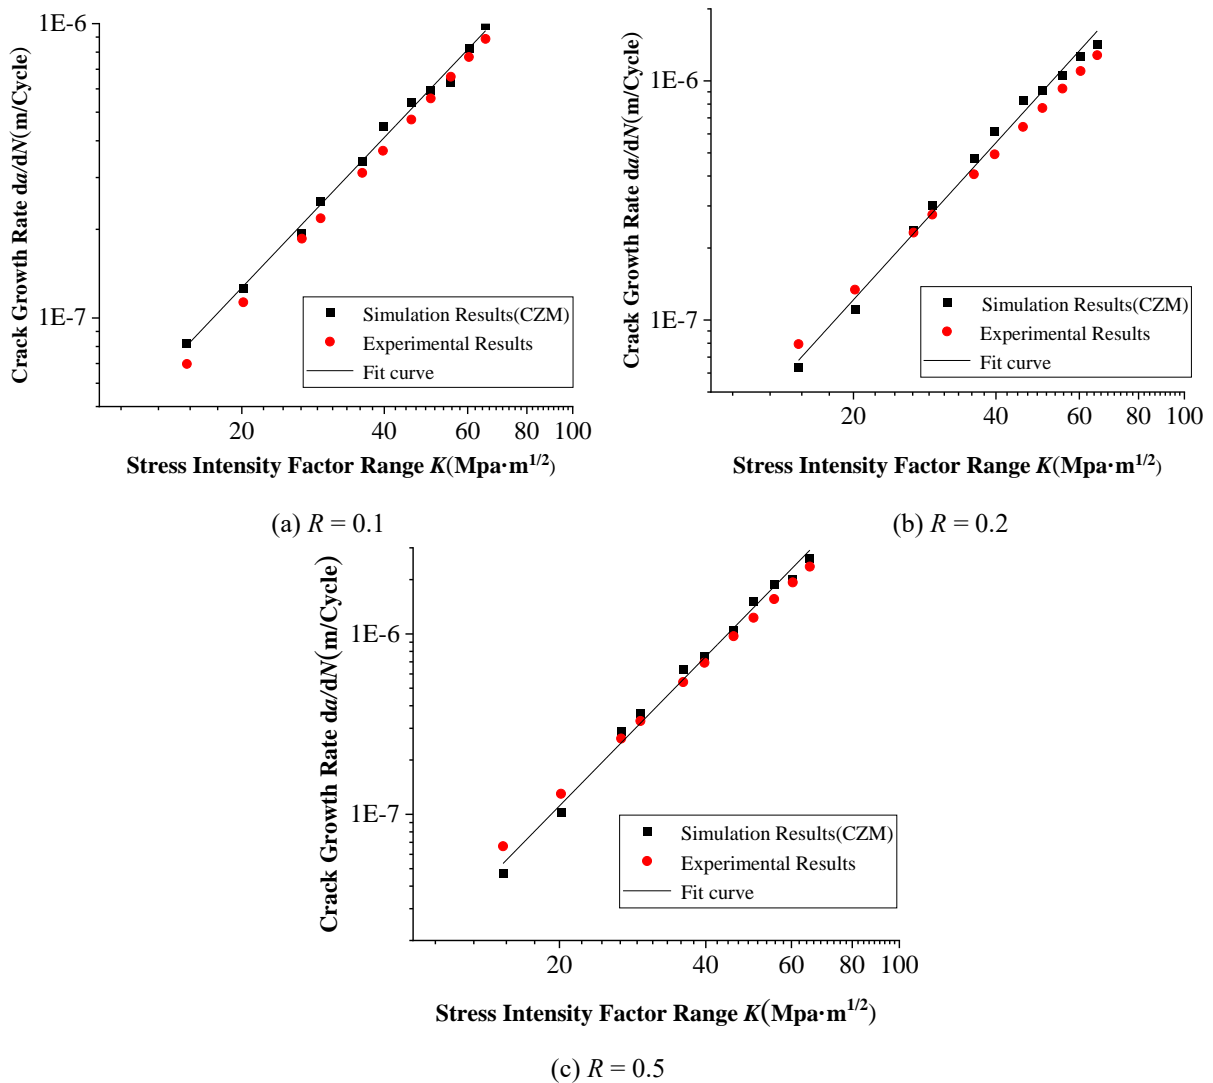 Crack Growth Rate da/dN(m/Cycle)
1E-6
1E-7
20
40
60
80
100
Stress Intensity Factor Range K(Mpa·m1/2)
Simulation Results(CZM)
Experimental Results
Fit curve
(a) R = 0.1
Crack Growth Rate da/dN(m/Cycle)
1E-6
1E-7
20
40
60
80
100
Stress Intensity Factor Range K(Mpa·m1/2)
Simulation Results(CZM)
Experimental Results
Fit curve
(b) R = 0.2
Crack Growth Rate da/dN(m/Cycle)
1E-6
1E-7
20
40
60
80
100
Stress Intensity Factor Range K(Mpa·m1/2)
Simulation Results(CZM)
Experimental Results
Fit curve
(c) R = 0.5